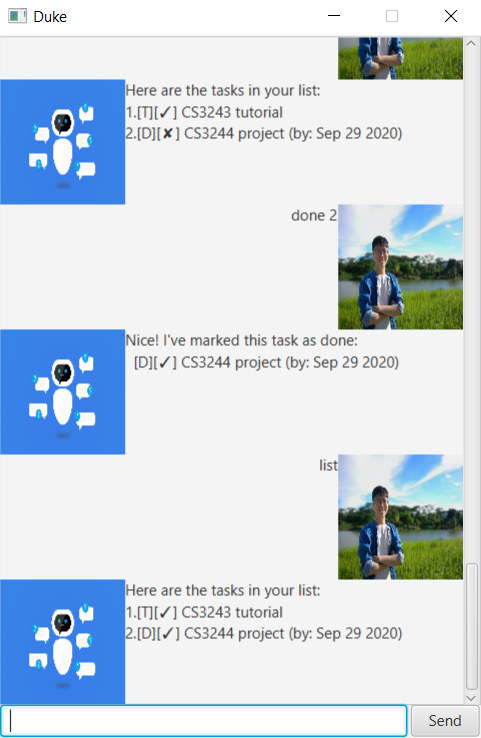 Duke
Here are the tasks in your list:
1.[T][✓] CS3243 tutorial
2.[D][✘] CS3244 project (by: Sep 29 2020)
done 2
Nice! I've marked this task as done:
[D][✓] CS3244 project (by: Sep 29 2020)
list
Here are the tasks in your list:
1.[T][✓] CS3243 tutorial
2.[D][✓] CS3244 project (by: Sep 29 2020)
Send